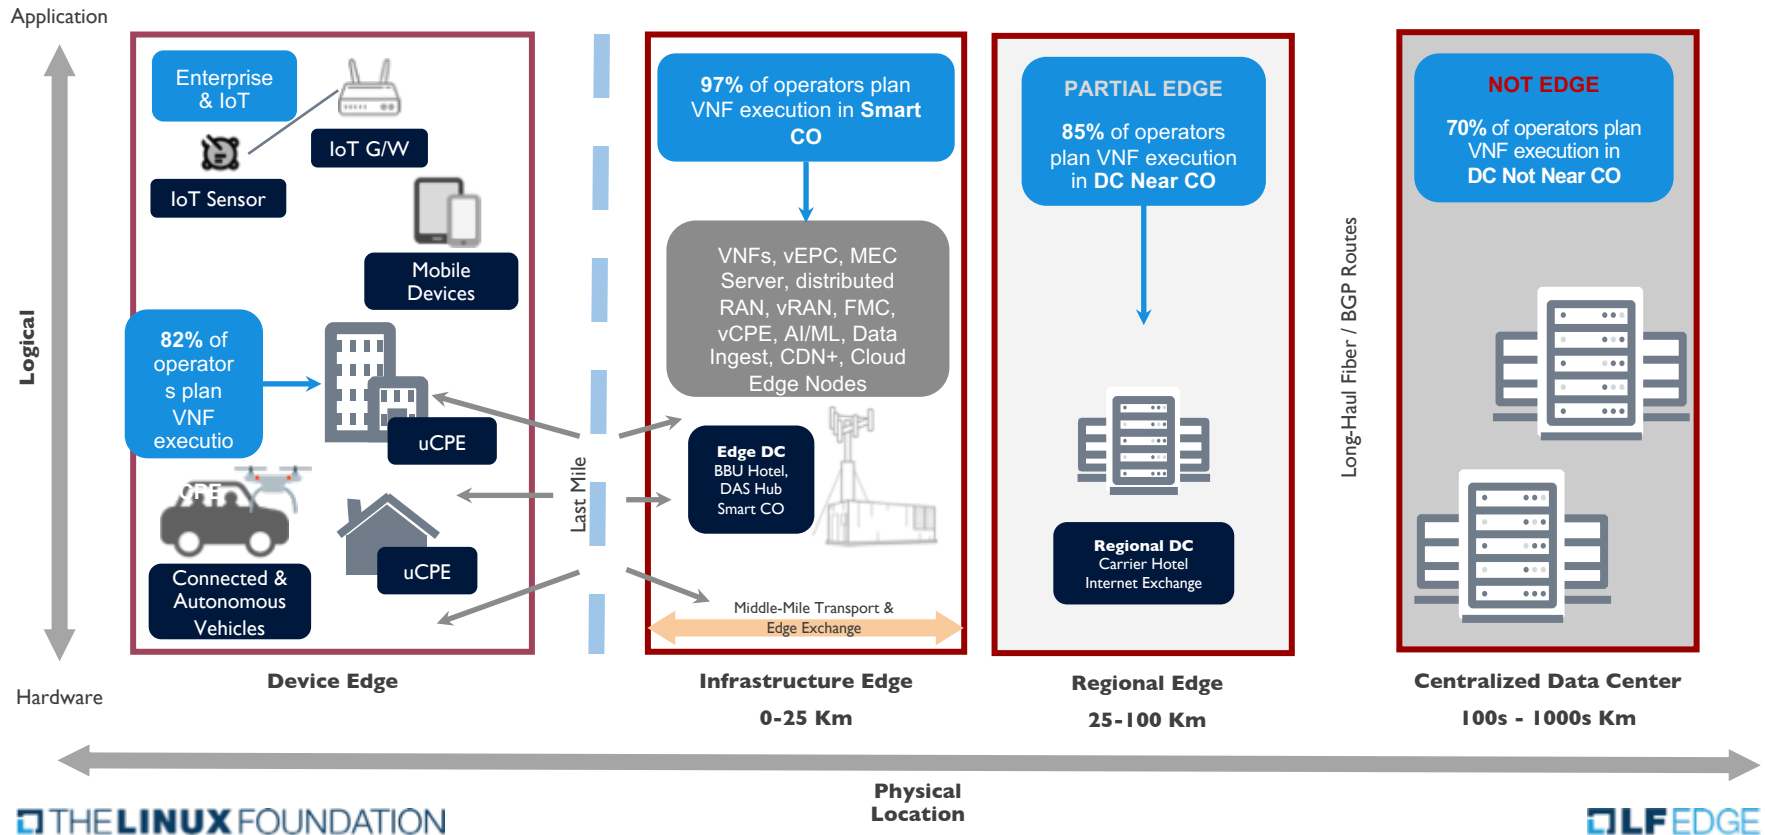 Application
Enterprise
& IoT
IoT G/W
IoT Sensor
Mobile
Devices
82% of
operator
s plan
VNF
executio
CPE
uCPE
uCPE
Connected &
Autonomous
Vehicles
Logical
Hardware
Device Edge
Last Mile
97% of operators plan
VNF execution in Smart
CO
VNFs, vEPC, MEC
Server, distributed
RAN, vRAN, FMC,
vCPE, AI/ML, Data
Ingest, CDN+, Cloud
Edge Nodes
Edge DC
BBU Hotel,
DAS Hub
Smart CO
Middle-Mile Transport &
Edge Exchange
Infrastructure Edge
0-25 Km
PARTIAL EDGE
85% of operators
plan VNF execution
in DC Near CO
Regional DC
Carrier Hotel
Internet Exchange
Regional Edge
25-100 Km
Long-Haul Fiber / BGP Routes
NOT EDGE
70% of operators plan
VNF execution in
DC Not Near CO
Centralized Data Center
100s - 1000s Km
Physical
Location
THE LINUX FOUNDATION
LF EDGE